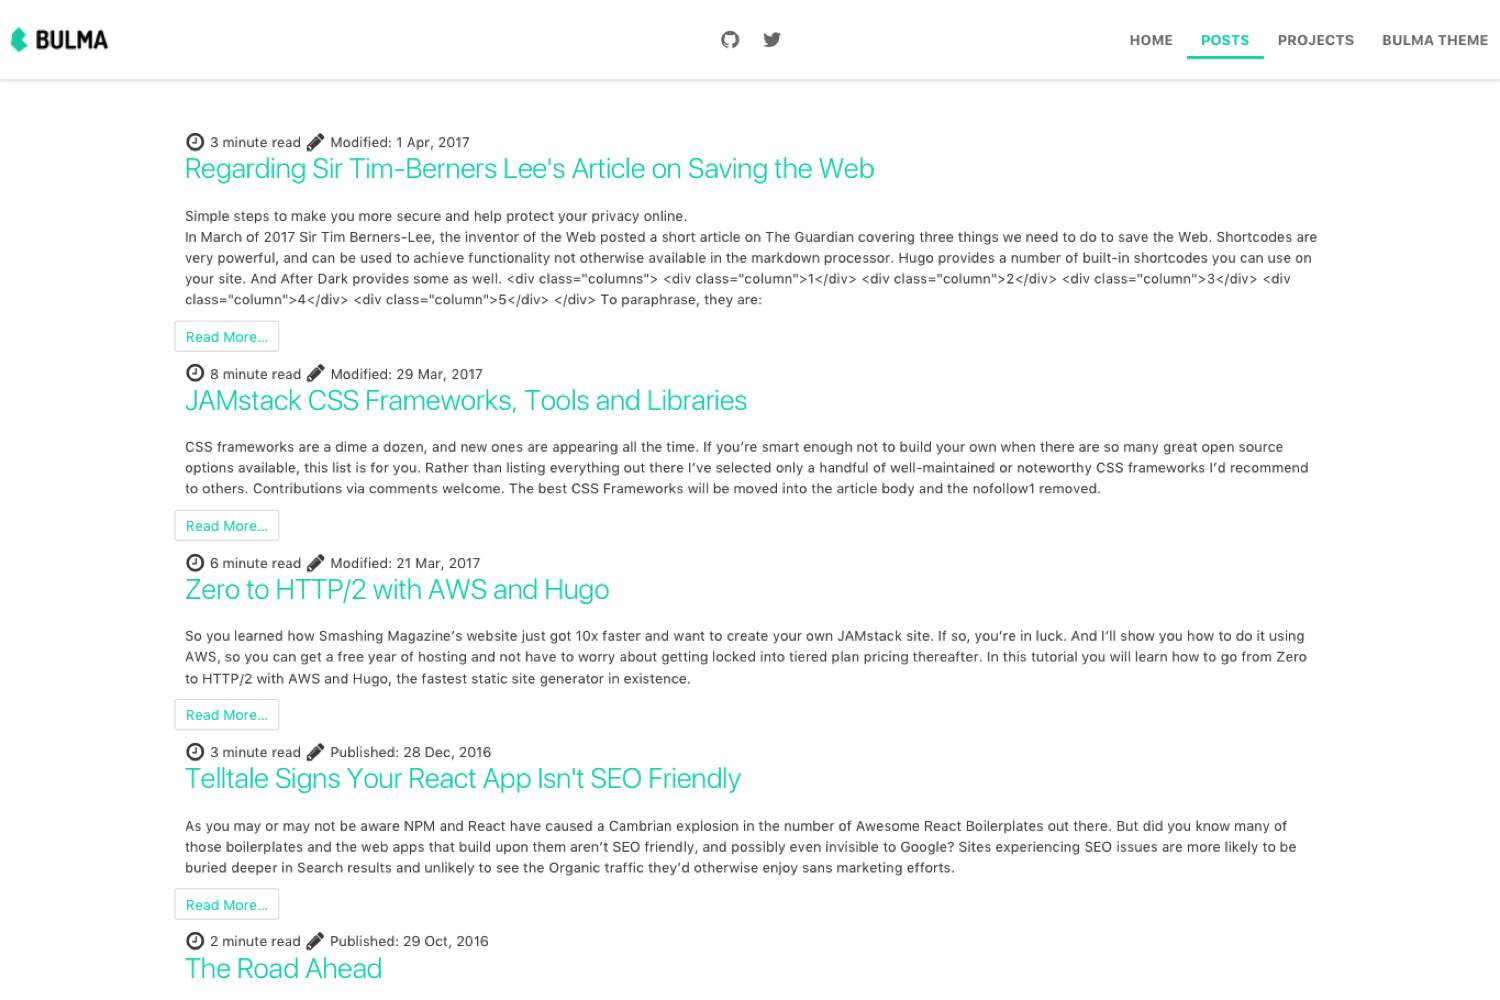 BULMA
HOME POSTS PROJECTS BULMA THEME
3 minute read Modified: 1 Apr, 2017
Regarding Sir Tim-Berners Lee's Article on Saving the Web
Simple steps to make you more secure and help protect your privacy online.
In March of 2017 Sir Tim Berners-Lee, the inventor of the Web posted a short article on The Guardian covering three things we need to do to save the Web. Shortcodes are
very powerful, and can be used to achieve functionality not otherwise available in the markdown processor. Hugo provides a number of built-in shortcodes you can use on
your site. And After Dark provides some as well. <div class="columns"> <div class="column">1</div> <div class="column">2</div> <div class="column">3</div> <div
class="column">4</div> <div class="column">5</div> </div> To paraphrase, they are:
Read More...
8 minute read Modified: 29 Mar, 2017
JAMstack CSS Frameworks, Tools and Libraries
CSS frameworks are a dime a dozen, and new ones are appearing all the time. If you’re smart enough not to build your own when there are so many great open source
options available, this list is for you. Rather than listing everything out there I’ve selected only a handful of well-maintained or noteworthy CSS frameworks I’d recommend
to others. Contributions via comments welcome. The best CSS Frameworks will be moved into the article body and the nofollow1 removed.
Read More...
6 minute read Modified: 21 Mar, 2017
Zero to HTTP/2 with AWS and Hugo
So you learned how Smashing Magazine’s website just got 10x faster and want to create your own JAMstack site. If so, you’re in luck. And I’ll show you how to do it using
AWS, so you can get a free year of hosting and not have to worry about getting locked into tiered plan pricing thereafter. In this tutorial you will learn how to go from Zero
to HTTP/2 with AWS and Hugo, the fastest static site generator in existence.
Read More...
3 minute read Published: 28 Dec, 2016
Telltale Signs Your React App Isn't SEO Friendly
As you may or may not be aware NPM and React have caused a Cambrian explosion in the number of Awesome React Boilerplates out there. But did you know many of
those boilerplates and the web apps that build upon them aren’t SEO friendly, and possibly even invisible to Google? Sites experiencing SEO issues are more likely to be
buried deeper in Search results and unlikely to see the Organic traffic they’d otherwise enjoy sans marketing efforts.
Read More...
2 minute read Published: 29 Oct, 2016
The Road Ahead